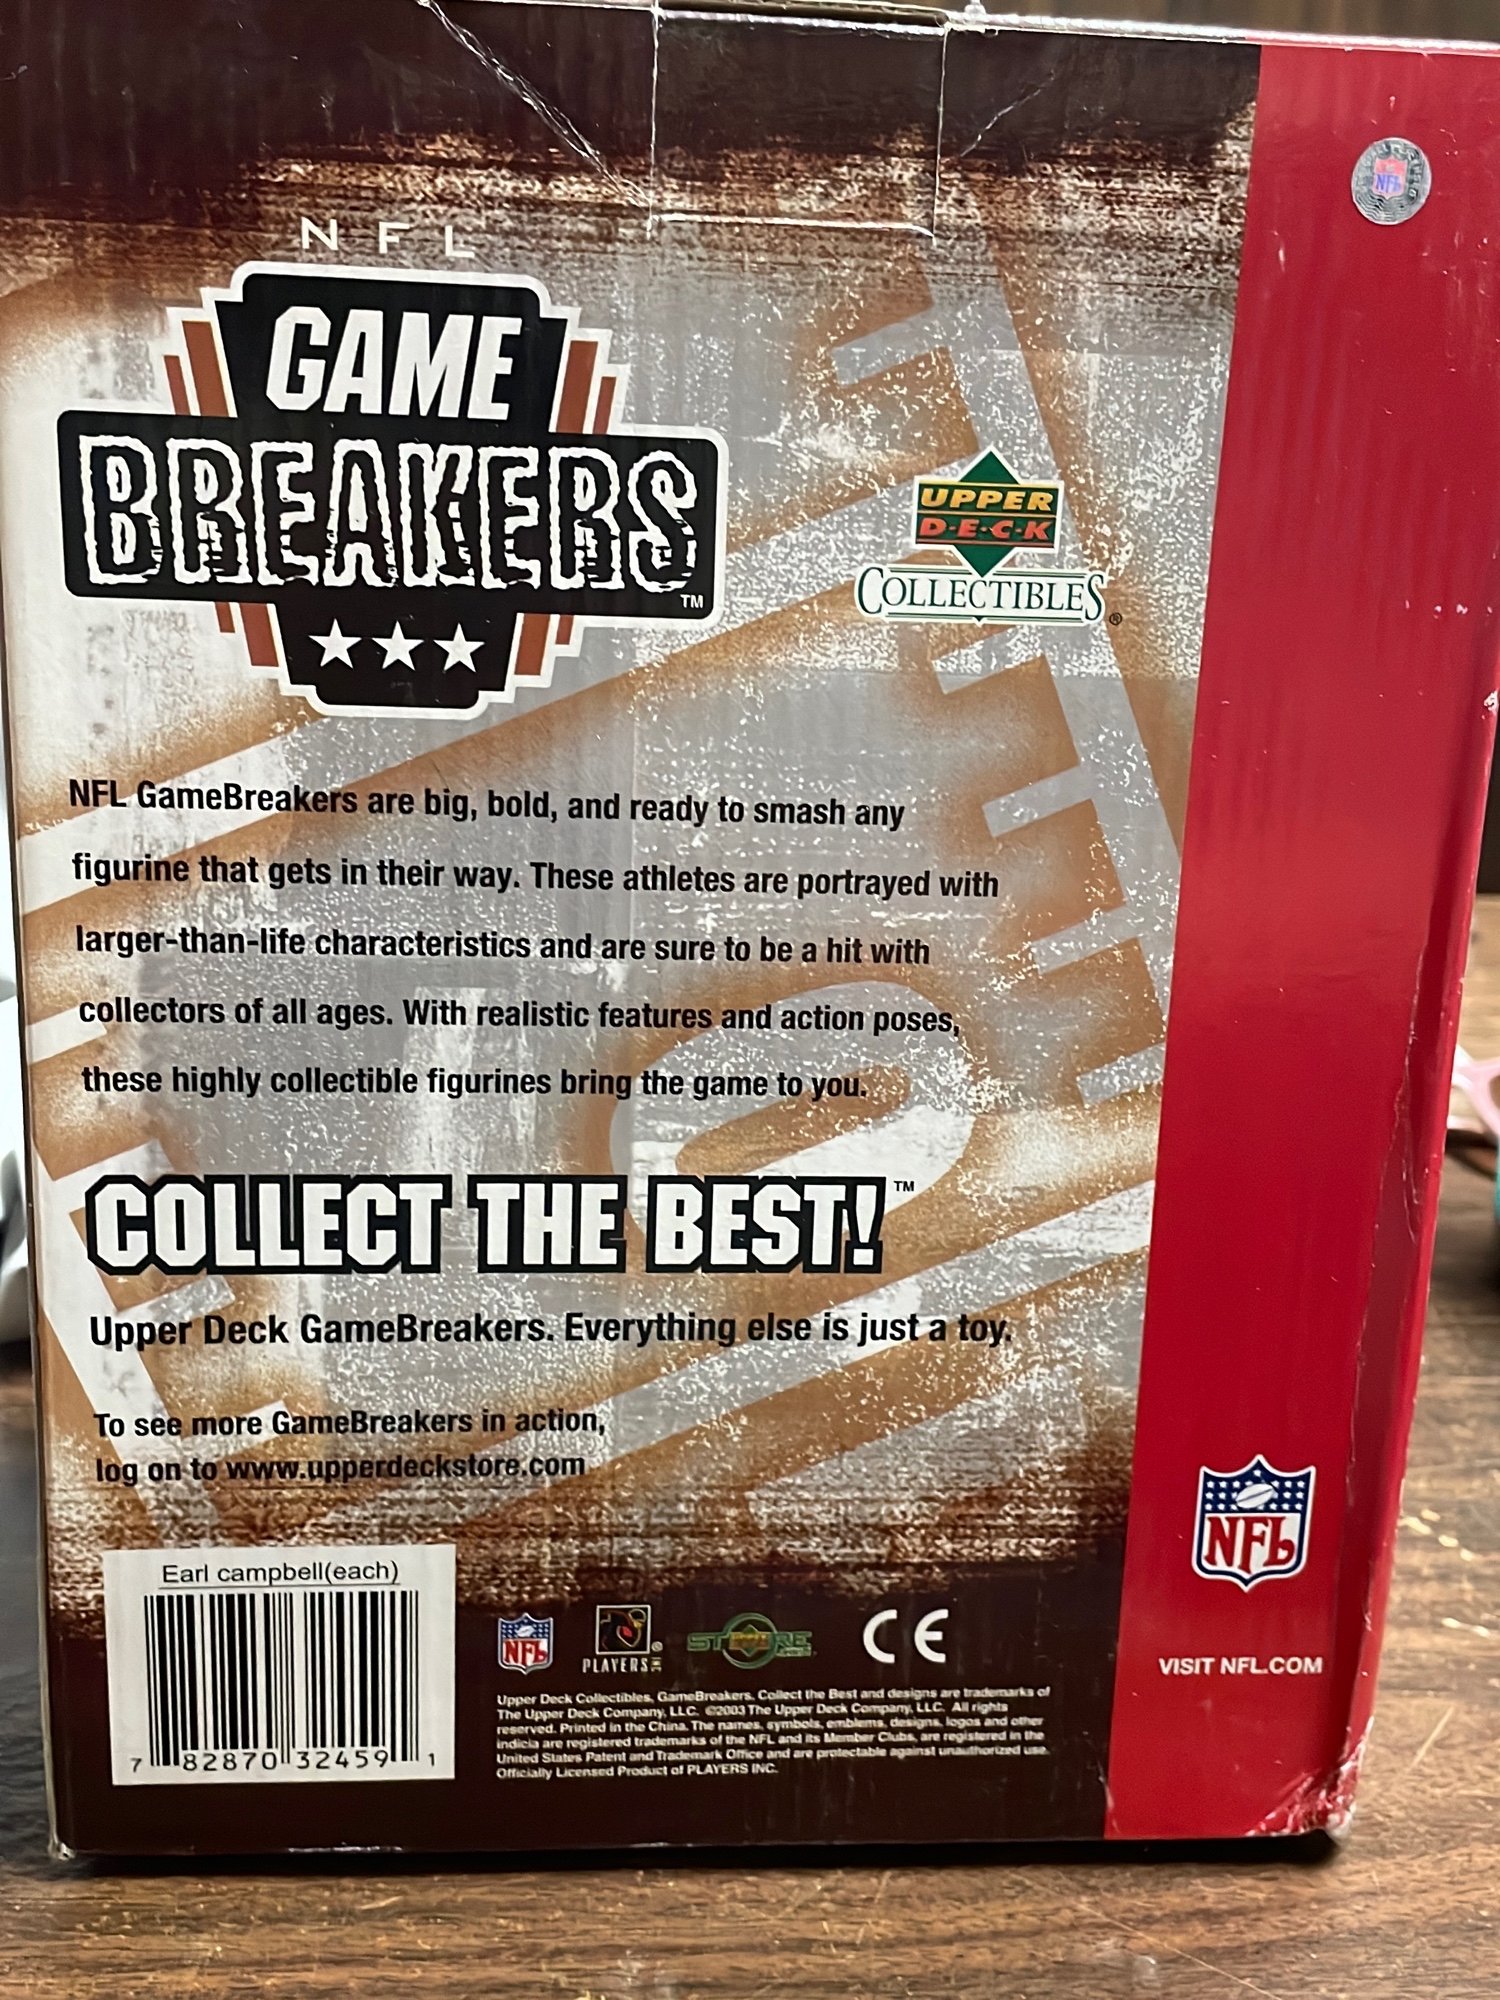 NFL
GAME
BREAKERS
TM
UPPER
D·E·C·K
COLLECTIBLES
®
NFL
NFL GameBreakers are big, bold, and ready to smash any
figurine that gets in their way. These athletes are portrayed with
larger-than-life characteristics and are sure to be a hit with
collectors of all ages. With realistic features and action poses,
these highly collectible figurines bring the game to you.
COLLECT THE BEST!™
Upper Deck GameBreakers. Everything else is just a toy.
To see more GameBreakers in action,
log on to www.upperdeckstore.com
Earl campbell(each)
7 82870 32459 1
NFL
PLAYERS
®
STORE
CE
Upper Deck Collectibles, GameBreakers, Collect the Best and designs are trademarks of
The Upper Deck Company, LLC. ©2003 The Upper Deck Company, LLC. All rights
reserved. Printed in the China. The names, symbols, emblems, designs, logos and other
indicia are registered trademarks of the NFL and its Member Clubs, are registered in the
United States Patent and Trademark Office and are protectable against unauthorized use.
Officially Licensed Product of PLAYERS INC.
NFL
VISIT NFL.COM